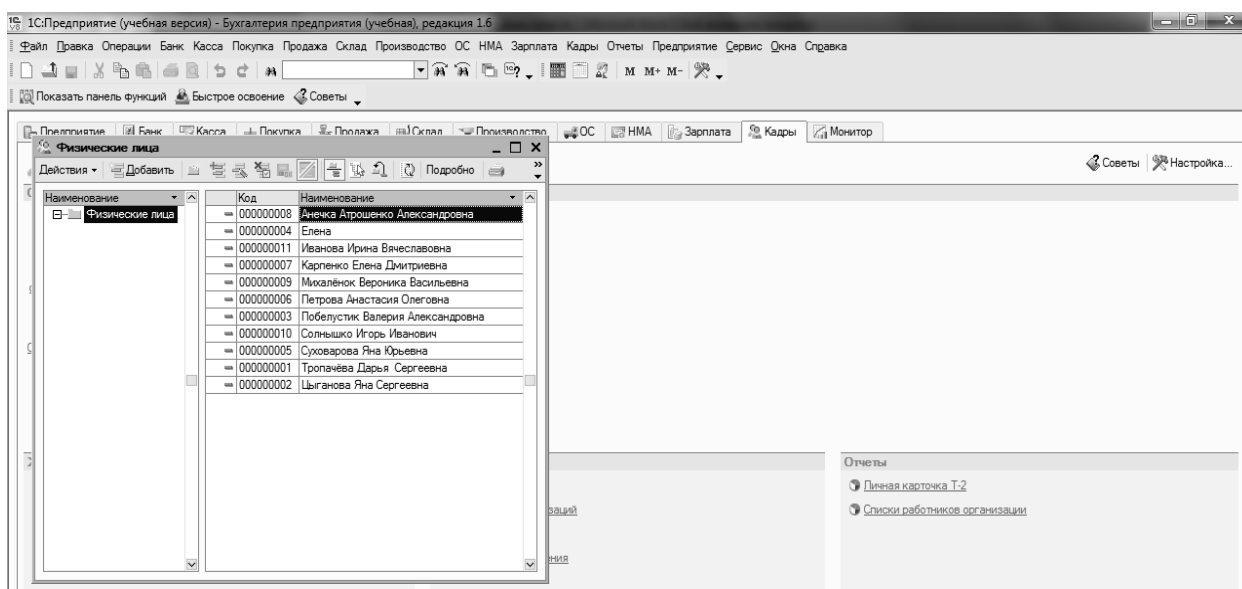 1С:Предприятие (учебная версия) - Бухгалтерия предприятия (учебная), редакция 1.6
Файл Правка Операции Банк Касса Покупка Продажа Склад Производство ОС НМА Зарплата Кадры Отчеты Предприятие Сервис Окна Справка
M M+ M-
Показать панель функций Быстрое освоение Советы
Предприятие Банк Касса Покупка Продажа Склад Производство ОС НМА Зарплата Кадры Монитор
Физические лица
Действия Добавить Подробно
Советы Настройка...
Наименование Код Наименование
Физические лица
000000008 Анечка Атрошенко Александровна
000000004 Елена
000000011 Иванова Ирина Вячеславовна
000000007 Карпенко Елена Дмитриевна
000000009 Михалёнок Вероника Васильевна
000000006 Петрова Анастасия Олеговна
000000003 Побелустик Валерия Александровна
000000010 Солнышко Игорь Иванович
000000005 Суховарова Яна Юрьевна
000000001 Тропачёва Дарья Сергеевна
000000002 Цыганова Яна Сергеевна
Отчеты
Личная карточка Т-2
заций
Списки работников организации
ния